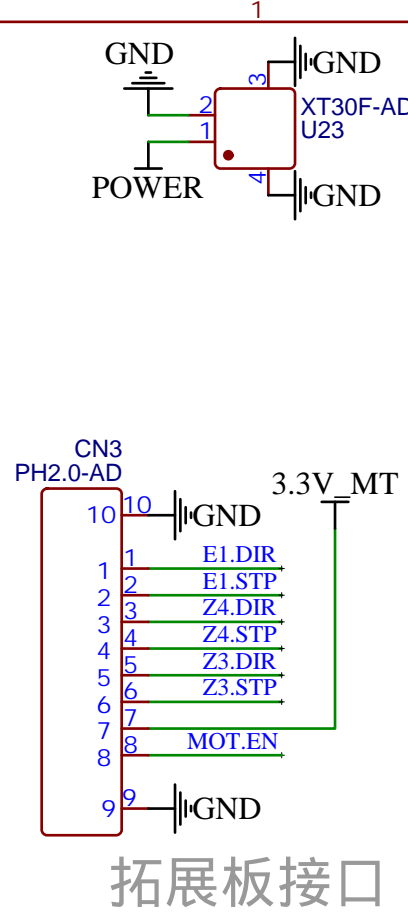 1
GND
3
GND
2
XT30F-AD
1
U23
POWER
4
GND
CN3
PH2.0-AD
3.3V_MT
10 10 GND
1 1 E1.DIR
2 2 E1.STP
3 3 Z4.DIR
4 4 Z4.STP
5 5 Z3.DIR
6 6 Z3.STP
7 7
8 8 MOT.EN
9 9 GND
拓展板接口